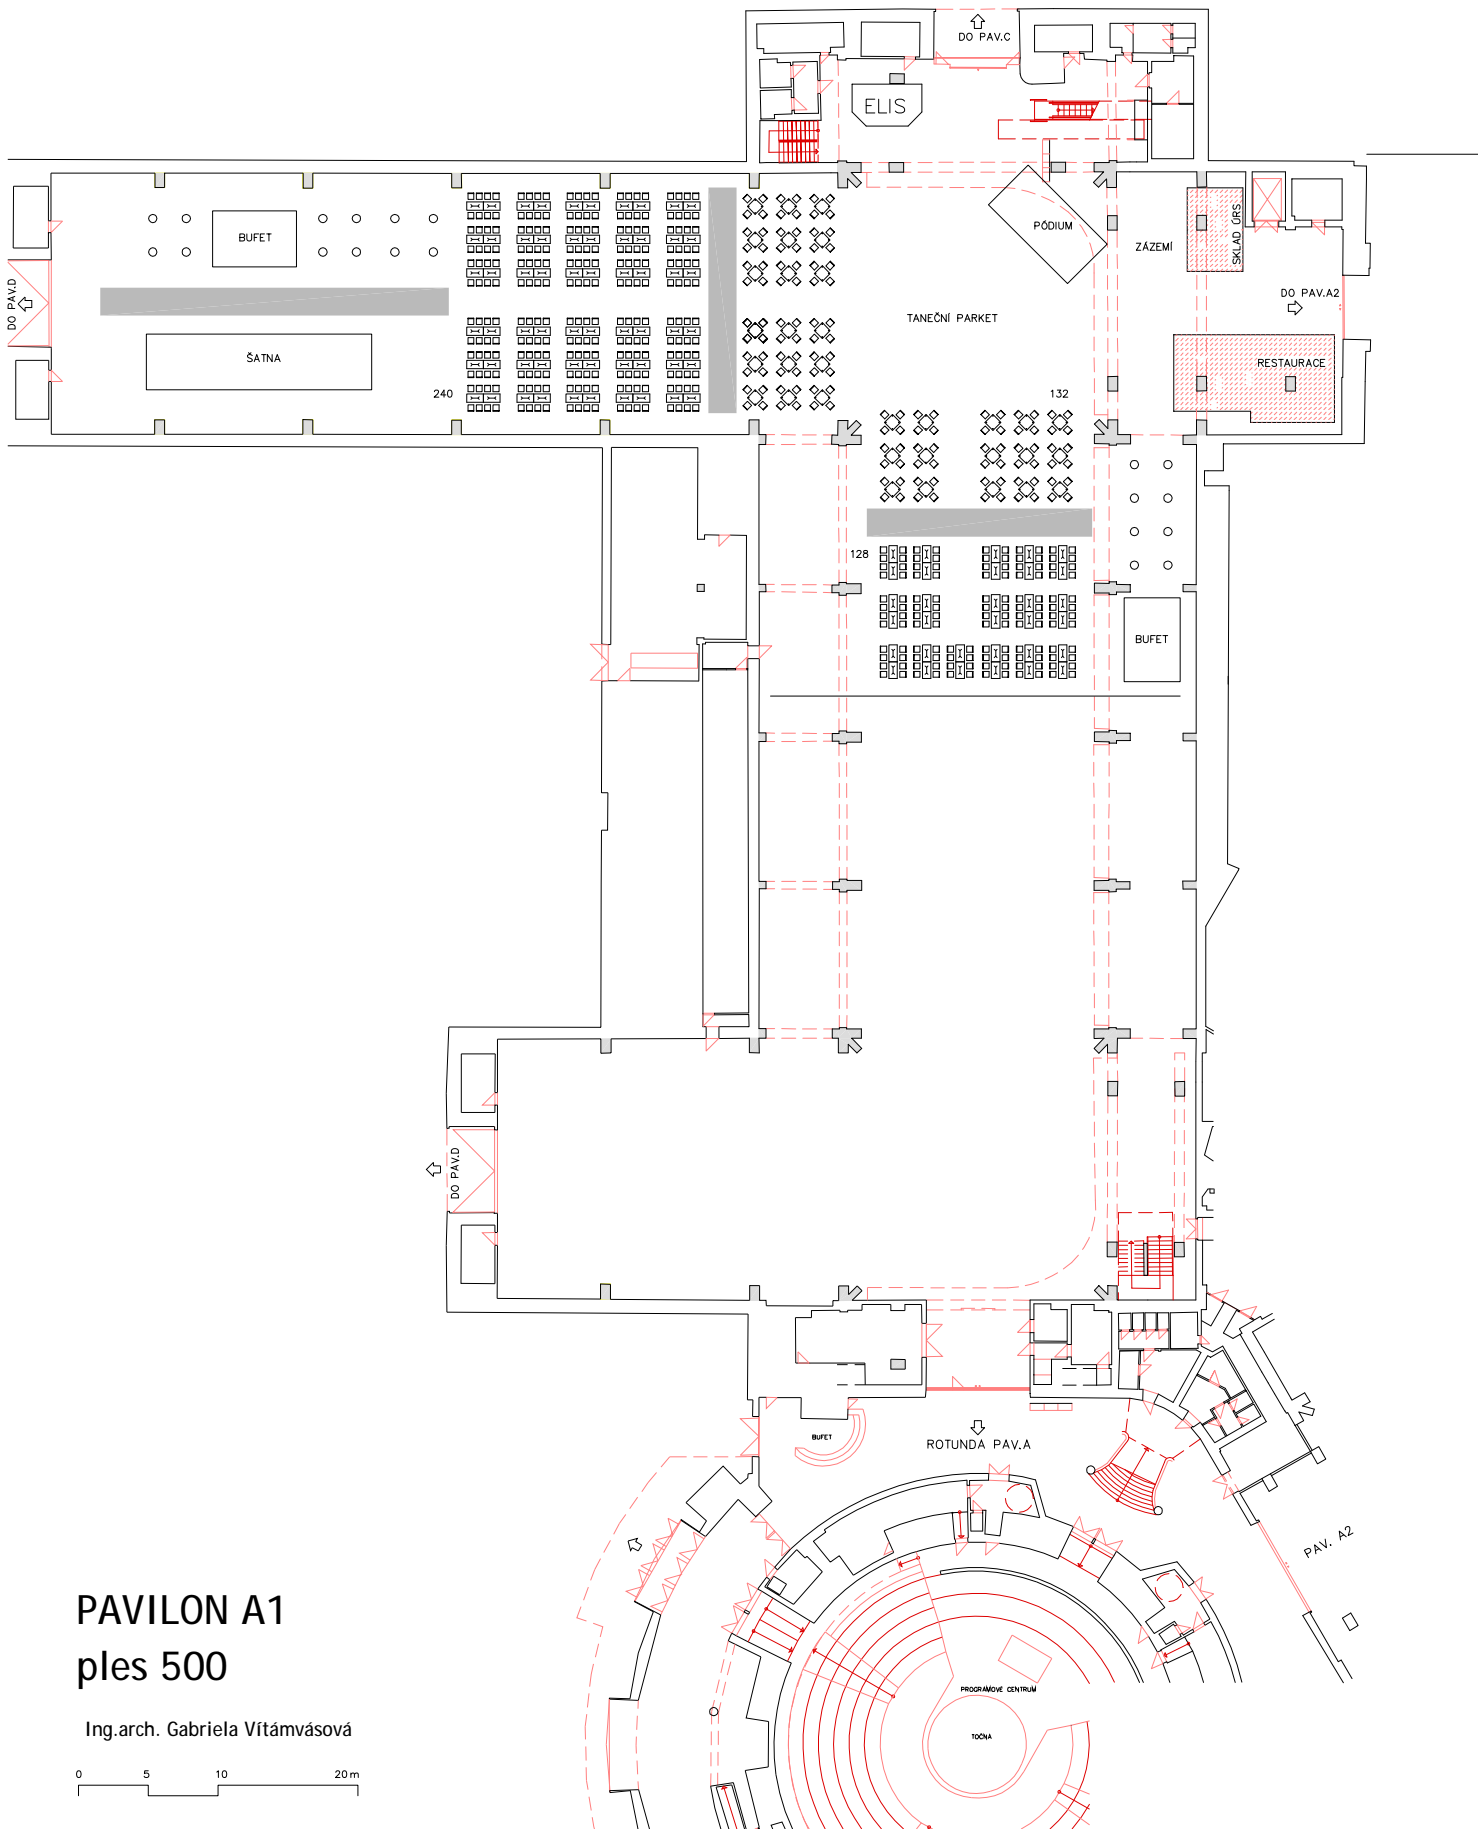 DO PAV.C
ELIS
BUFET
PÓDIUM
ZÁZEMÍ
SKLAD ÚRS
DO PAV.D
DO PAV.A2
TANEČNÍ PARKET
ŠATNA
RESTAURACE
240
132
128
BUFET
DO PAV.D
BUFET
ROTUNDA PAV.A
PAV. A2
PROGRAMOVÉ CENTRUM
TOČNA
PAVILON A1
ples 500
Ing.arch. Gabriela Vítámvásová
0 5 10 20 m